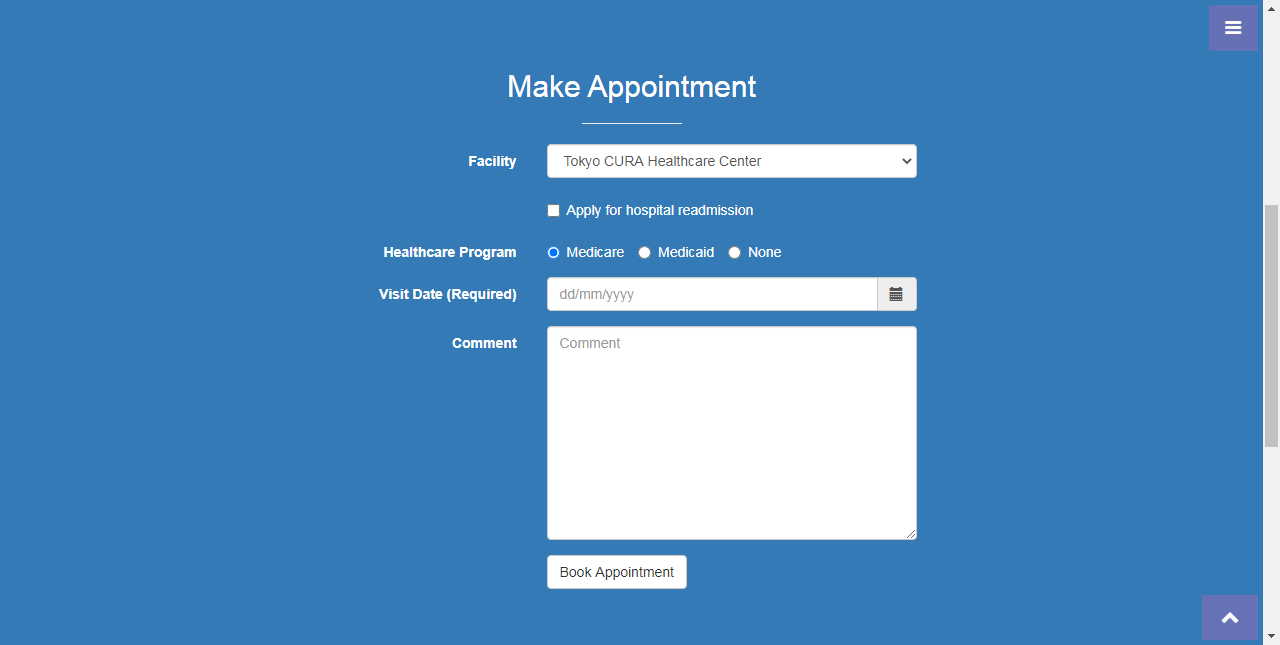 Make Appointment
Facility Tokyo CURA Healthcare Center
Apply for hospital readmission
Healthcare Program Medicare Medicaid None
Visit Date (Required) dd/mm/yyyy
Comment Comment
Book Appointment